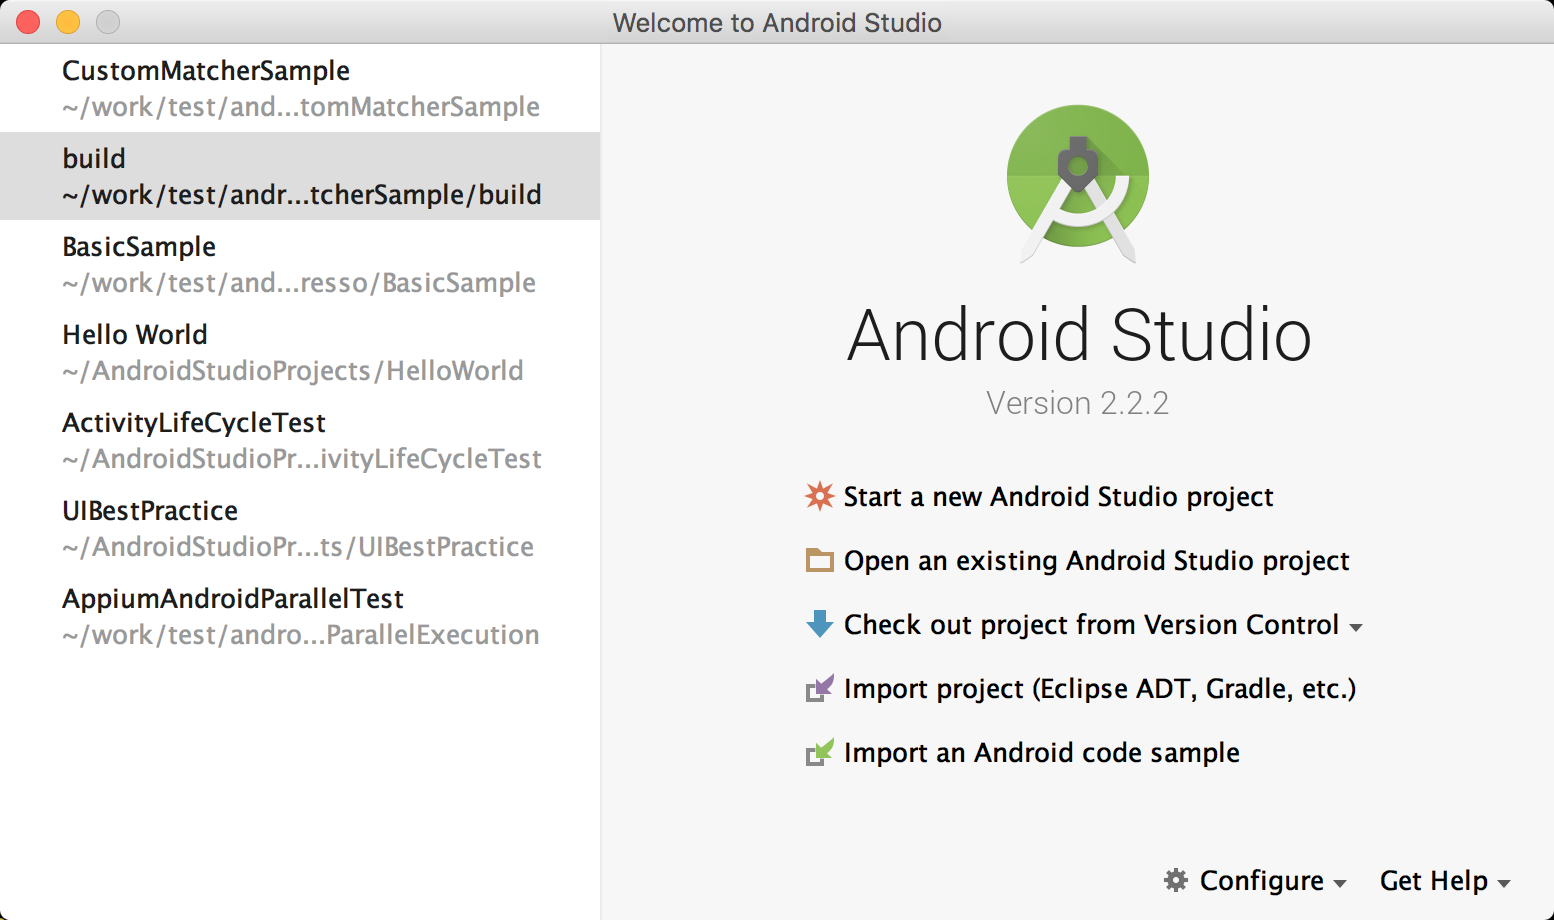 Welcome to Android Studio
CustomMatcherSample
~/work/test/and...tomMatcherSample
build
~/work/test/andr...tcherSample/build
BasicSample
~/work/test/and...resso/BasicSample
Hello World
~/AndroidStudioProjects/HelloWorld
ActivityLifeCycleTest
~/AndroidStudioPr...ivityLifeCycleTest
UIBestPractice
~/AndroidStudioPr...ts/UIBestPractice
AppiumAndroidParallelTest
~/work/test/andro...ParallelExecution
Android Studio
Version 2.2.2
Start a new Android Studio project
Open an existing Android Studio project
Check out project from Version Control
Import project (Eclipse ADT, Gradle, etc.)
Import an Android code sample
Configure Get Help